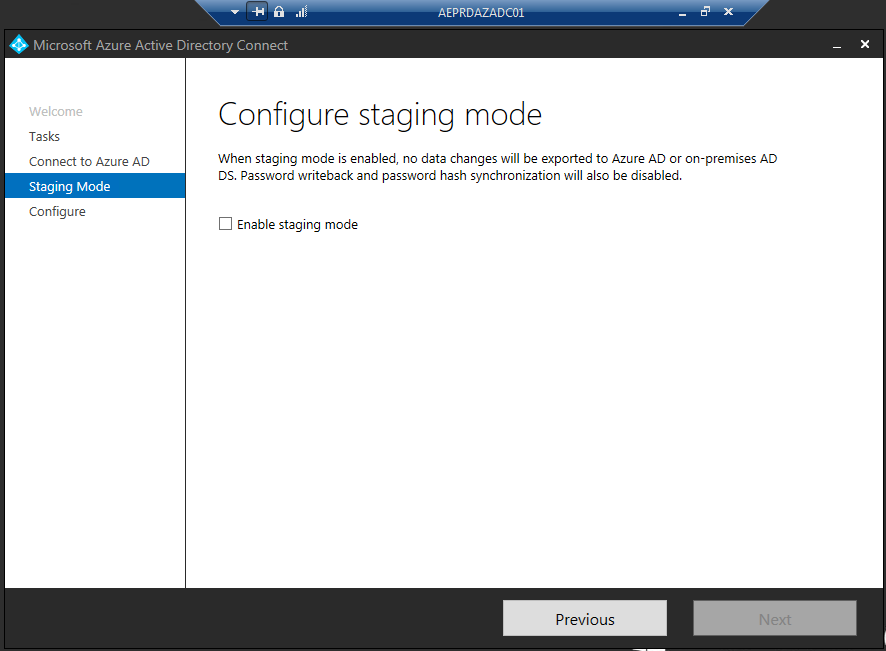 AEPRDAZADC01
Microsoft Azure Active Directory Connect
Welcome
Tasks
Connect to Azure AD
Staging Mode
Configure
Configure staging mode
When staging mode is enabled, no data changes will be exported to Azure AD or on-premises AD
DS. Password writeback and password hash synchronization will also be disabled.
Enable staging mode
Previous
Next